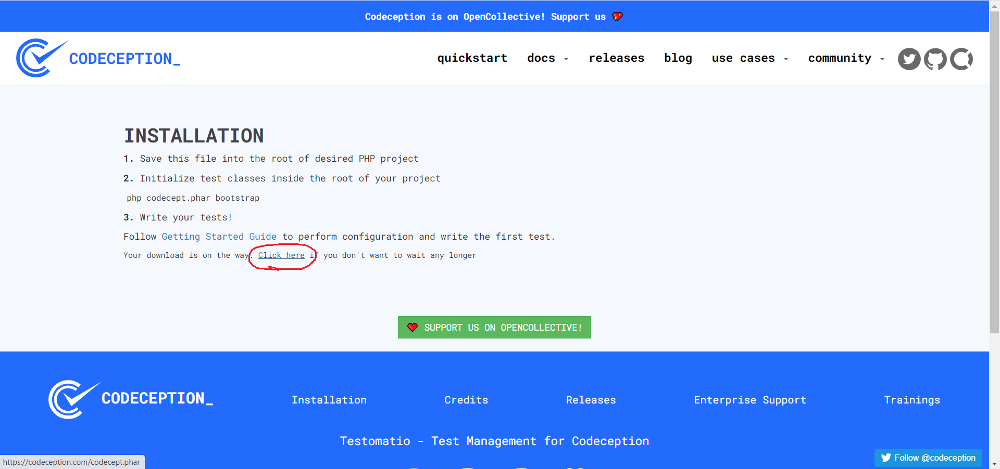 Codeception is on OpenCollective! Support us 💖
CODECEPTION_
quickstart docs releases blog use cases community
INSTALLATION
1. Save this file into the root of desired PHP project
2. Initialize test classes inside the root of your project
php codecept.phar bootstrap
3. Write your tests!
Follow Getting Started Guide to perform configuration and write the first test.
Your download is on the way. Click here if you don't want to wait any longer
❤️ SUPPORT US ON OPENCOLLECTIVE!
CODECEPTION_
Installation Credits Releases Enterprise Support Trainings
Testomatio - Test Management for Codeception
Follow @codeception
https://codeception.com/codecept.phar